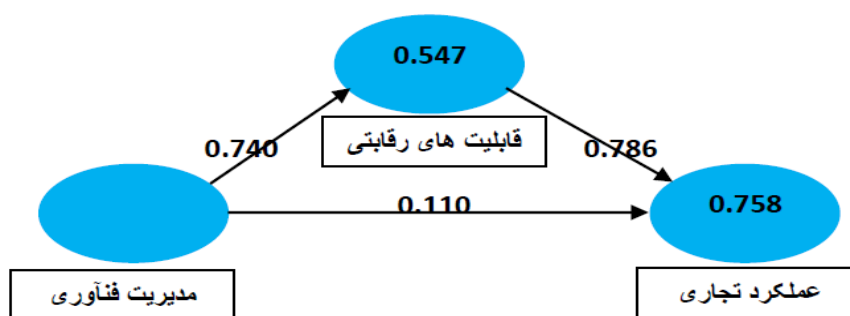 0.547
قابلیت های رقابتی
0.740
0.786
0.110
0.758
مدیریت فنآوری
عملکرد تجاری